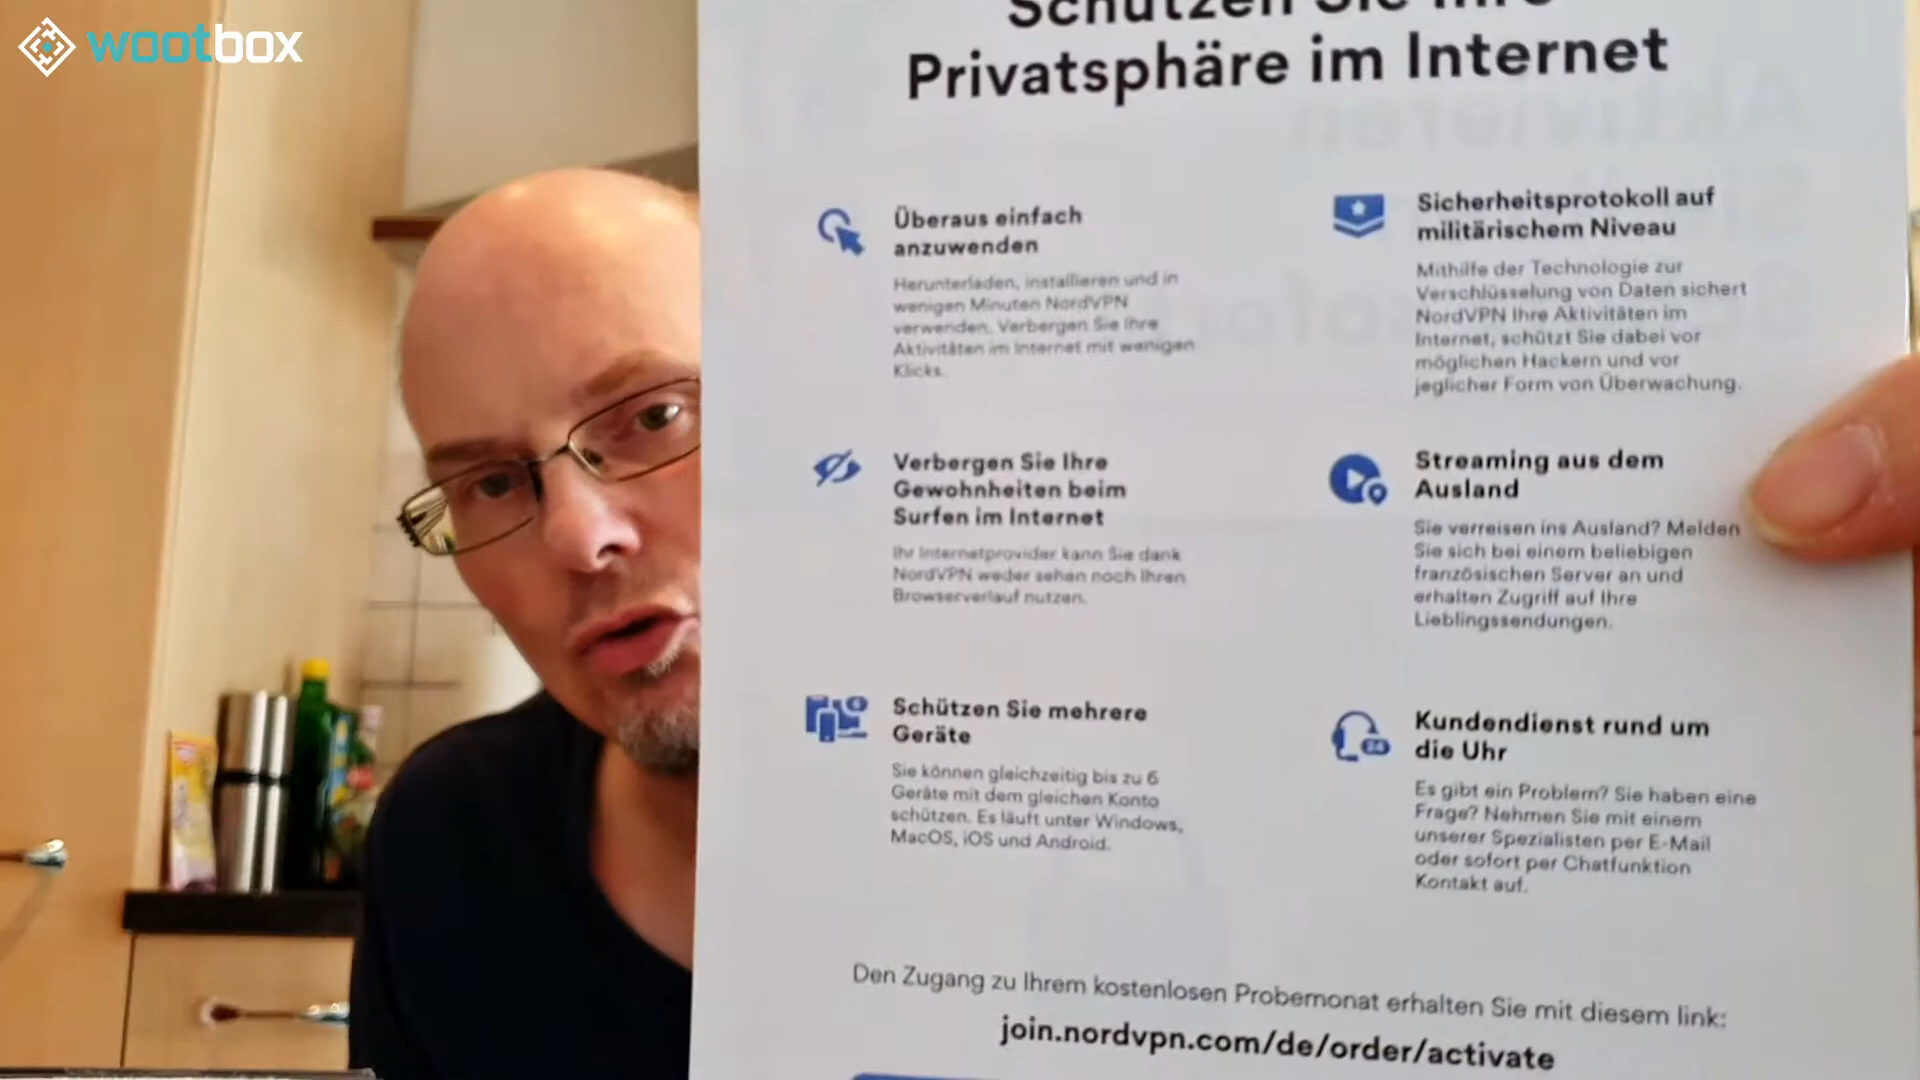 wootbox
Schützen Sie Ihre
Privatsphäre im Internet
Überaus einfach
anzuwenden
Herunterladen, installieren und in
wenigen Minuten NordVPN
verwenden. Verbergen Sie Ihre
Aktivitäten im Internet mit wenigen
Klicks.
Verbergen Sie Ihre
Gewohnheiten beim
Surfen im Internet
Ihr Internetprovider kann Sie dank
NordVPN weder sehen noch Ihren
Browserverlauf nutzen.
Schützen Sie mehrere
Geräte
Sie können gleichzeitig bis zu 6
Geräte mit dem gleichen Konto
schützen. Es läuft unter Windows,
MacOS, iOS und Android.
Sicherheitsprotokoll auf
militärischem Niveau
Mithilfe der Technologie zur
Verschlüsselung von Daten sichert
NordVPN Ihre Aktivitäten im
Internet, schützt Sie dabei vor
möglichen Hackern und vor
jeglicher Form von Überwachung.
Streaming aus dem
Ausland
Sie verreisen ins Ausland? Melden
Sie sich bei einem beliebigen
französischen Server an und
erhalten Zugriff auf Ihre
Lieblingssendungen.
24
Kundendienst rund um
die Uhr
Es gibt ein Problem? Sie haben eine
Frage? Nehmen Sie mit einem
unserer Spezialisten per E-Mail
oder sofort per Chatfunktion
Kontakt auf.
Den Zugang zu Ihrem kostenlosen Probemonat erhalten Sie mit diesem link:
join.nordvpn.com/de/order/activate